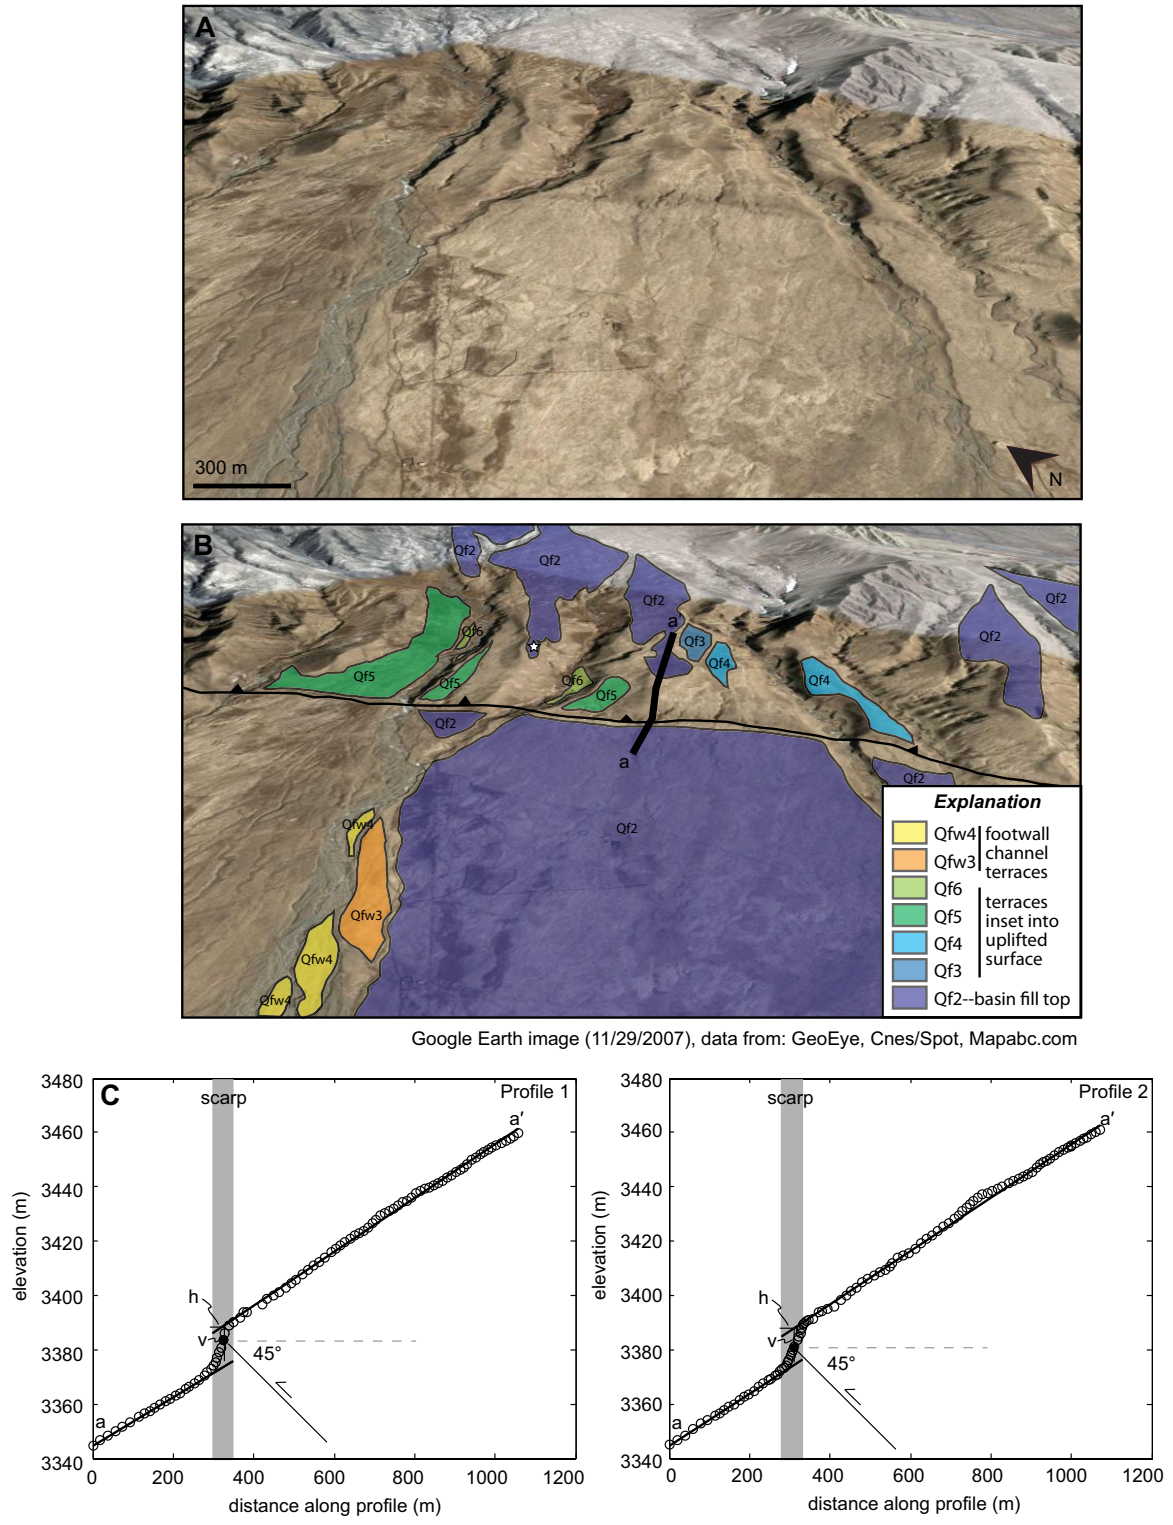 A
300 m
N
B
Qf2
Qf2
Qf2
Qf2
Qf2
a'
Qf3
Qf4
Qf6
Qf5
Qf5
Qf6
Qf5
Qf4
Qf2
a
Qf2
Qf2
Qfw4
Qfw3
Qfw4
Qfw4
Explanation
Qfw4
Qfw3
footwall
channel
terraces
Qf6
Qf5
Qf4
Qf3
terraces
inset into
uplifted
surface
Qf2--basin fill top
Google Earth image (11/29/2007), data from: GeoEye, Cnes/Spot, Mapabc.com
C
scarp
Profile 1
a'
h
v
45°
a
3480
3460
3440
3420
3400
3380
3360
3340
elevation (m)
0 200 400 600 800 1000 1200
distance along profile (m)
scarp
Profile 2
a'
h
v
45°
a
3480
3460
3440
3420
3400
3380
3360
3340
elevation (m)
0 200 400 600 800 1000 1200
distance along profile (m)